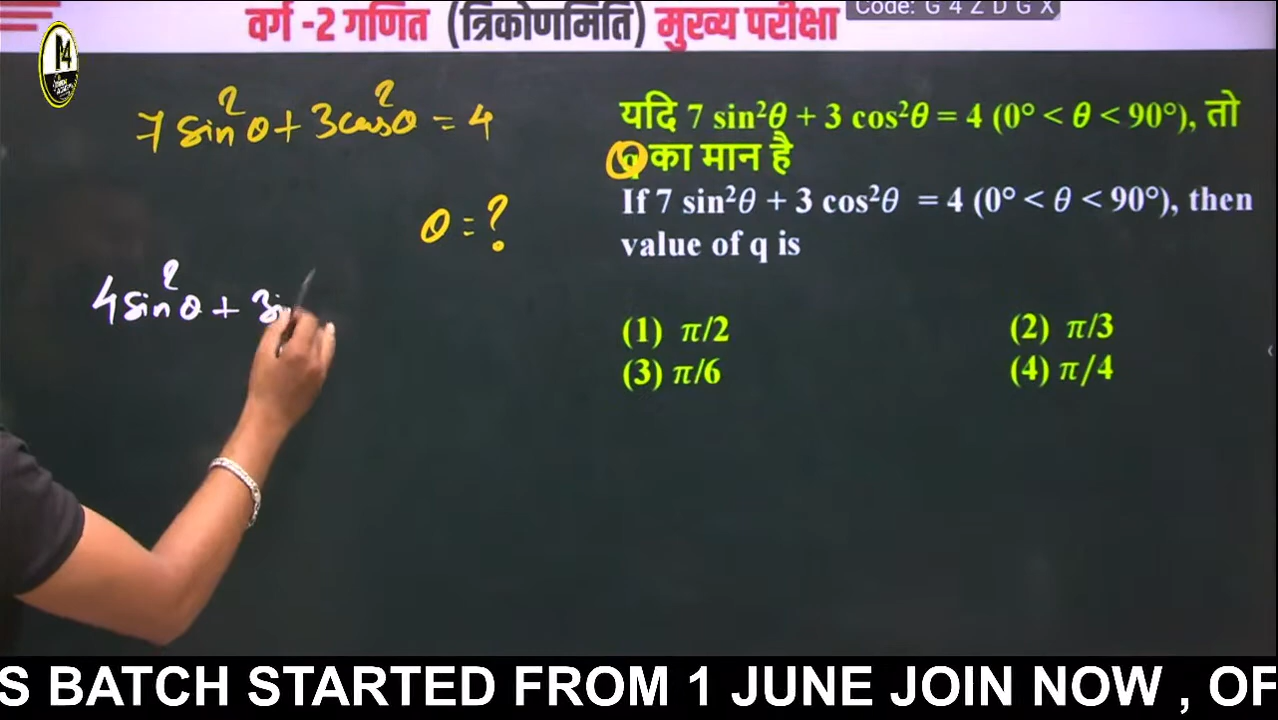 Code: G 4 Z D G X
वर्ग -2 गणित (त्रिकोणमिति) मुख्य परीक्षा
7 sin²θ + 3 cos²θ = 4
θ = ?
4 sin²θ + 3
यदि 7 sin²θ + 3 cos²θ = 4 (0° < θ < 90°), तो
q का मान है
If 7 sin²θ + 3 cos²θ = 4 (0° < θ < 90°), then
value of q is
(1) π/2
(2) π/3
(3) π/6
(4) π/4
S BATCH STARTED FROM 1 JUNE JOIN NOW , OF